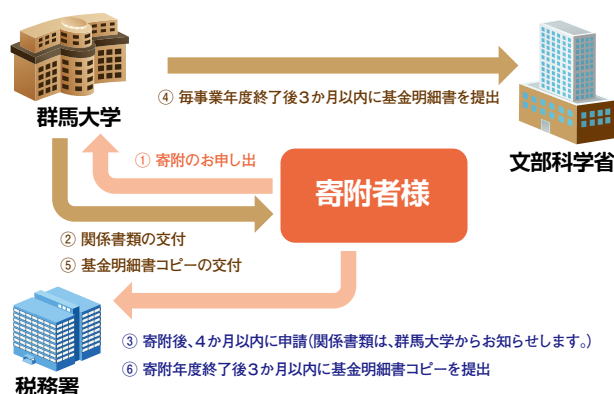 群馬大学
④ 毎事業年度終了後3か月以内に基金明細書を提出
文部科学省
① 寄附のお申し出
寄附者様
② 関係書類の交付
⑤ 基金明細書コピーの交付
③ 寄附後、4か月以内に申請(関係書類は、群馬大学からお知らせします。)
⑥ 寄附年度終了後3か月以内に基金明細書コピーを提出
税務署